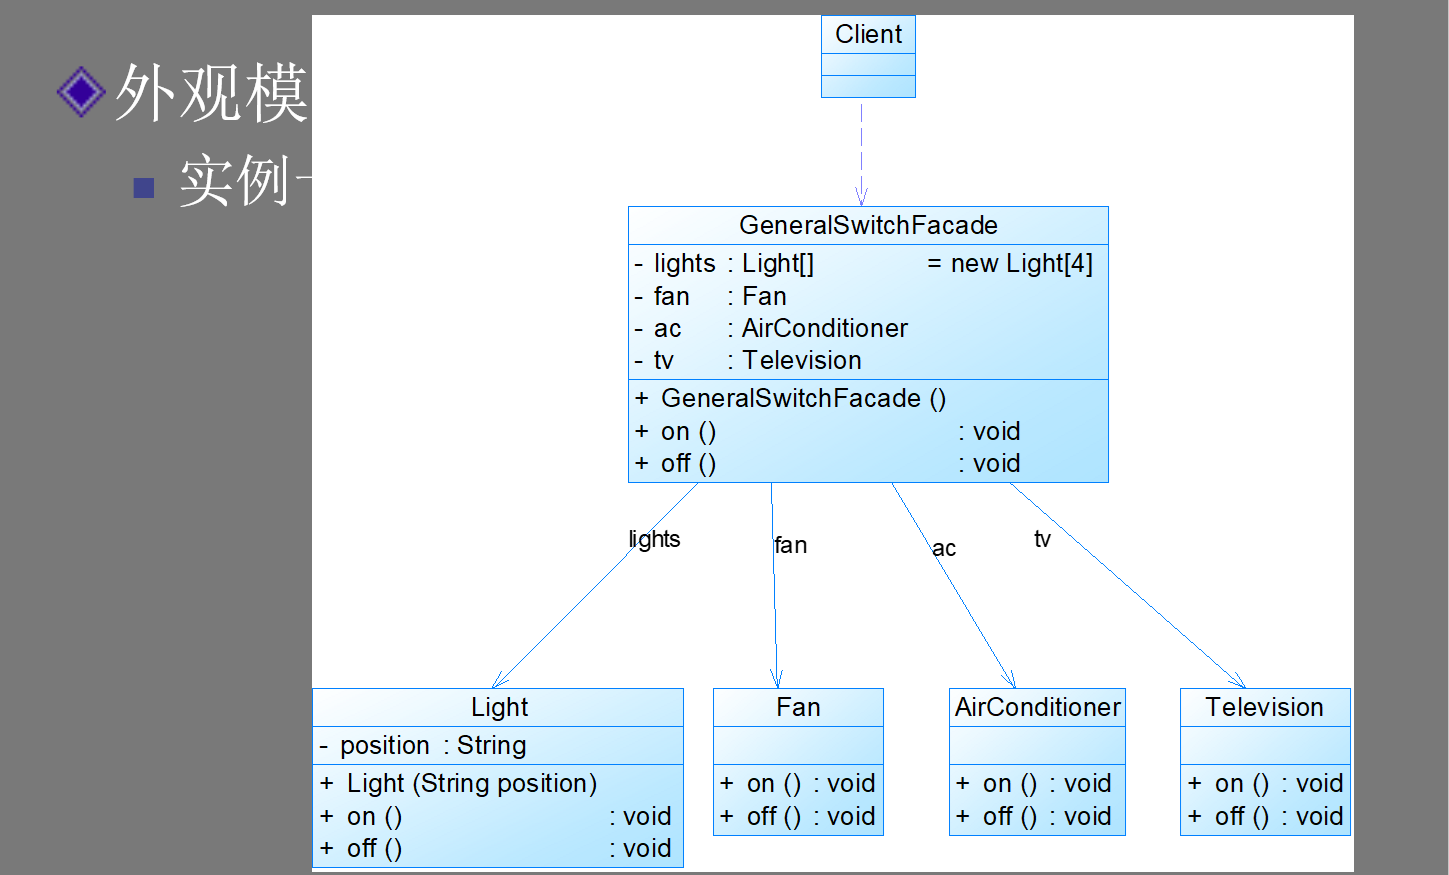 外观模
实例
Client
GeneralSwitchFacade
- lights : Light[] = new Light[4]
- fan : Fan
- ac : AirConditioner
- tv : Television
+ GeneralSwitchFacade ()
+ on () : void
+ off () : void
lights
fan
ac
tv
Light
- position : String
+ Light (String position)
+ on () : void
+ off () : void
Fan
+ on () : void
+ off () : void
AirConditioner
+ on () : void
+ off () : void
Television
+ on () : void
+ off () : void